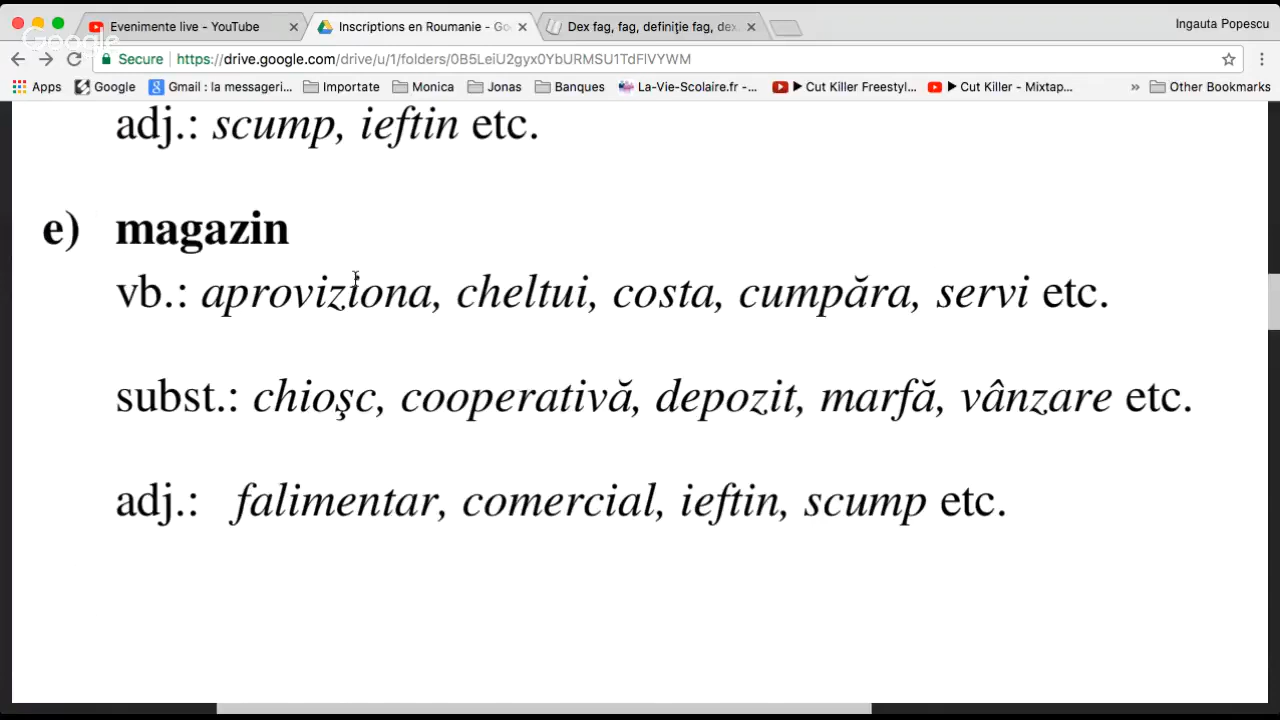 Evenimente live - YouTube
Inscriptions en Roumanie - Go
Dex fag, fag, definiţie fag, dex
Ingauta Popescu
Google
Secure
https://drive.google.com/drive/u/1/folders/0B5LeiU2gyx0YbURMSU1TdFlVYWM
Apps
Google
Gmail : la messageri...
Importate
Monica
Jonas
Banques
La-Vie-Scolaire.fr -...
▶ Cut Killer Freestyl...
▶ Cut Killer - Mixtap...
»
Other Bookmarks
adj.: scump, ieftin etc.
e) magazin
vb.: aproviziona, cheltui, costa, cumpăra, servi etc.
subst.: chioşc, cooperativă, depozit, marfă, vânzare etc.
adj.: falimentar, comercial, ieftin, scump etc.